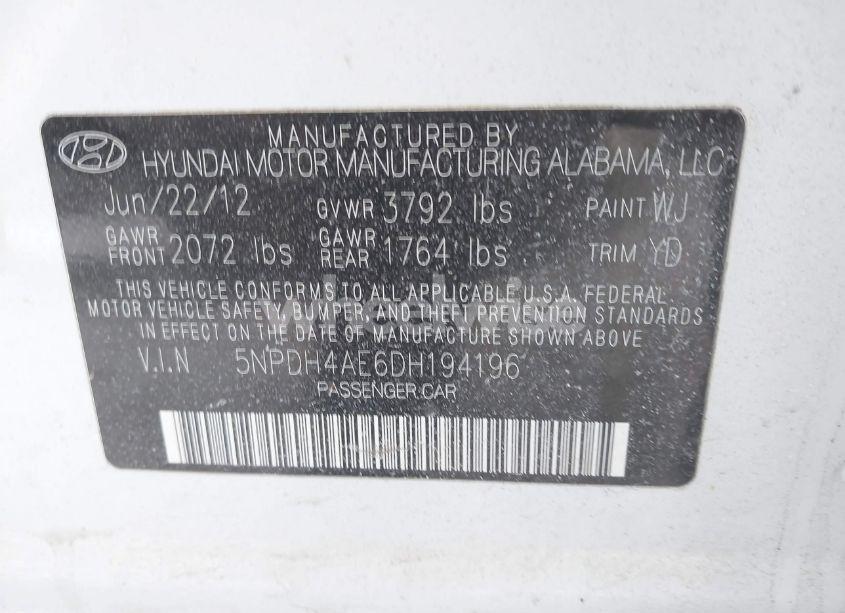 MANUFACTURED BY
HYUNDAI MOTOR MANUFACTURING ALABAMA, LLC
Jun/22/12 GVWR 3792 lbs PAINT WJ
GAWR FRONT 2072 lbs GAWR REAR 1764 lbs TRIM YD
THIS VEHICLE CONFORMS TO ALL APPLICABLE U.S.A. FEDERAL
MOTOR VEHICLE SAFETY, BUMPER, AND THEFT PREVENTION STANDARDS
IN EFFECT ON THE DATE OF MANUFACTURE SHOWN ABOVE
V.I.N 5NPDH4AE6DH194196
PASSENGER CAR